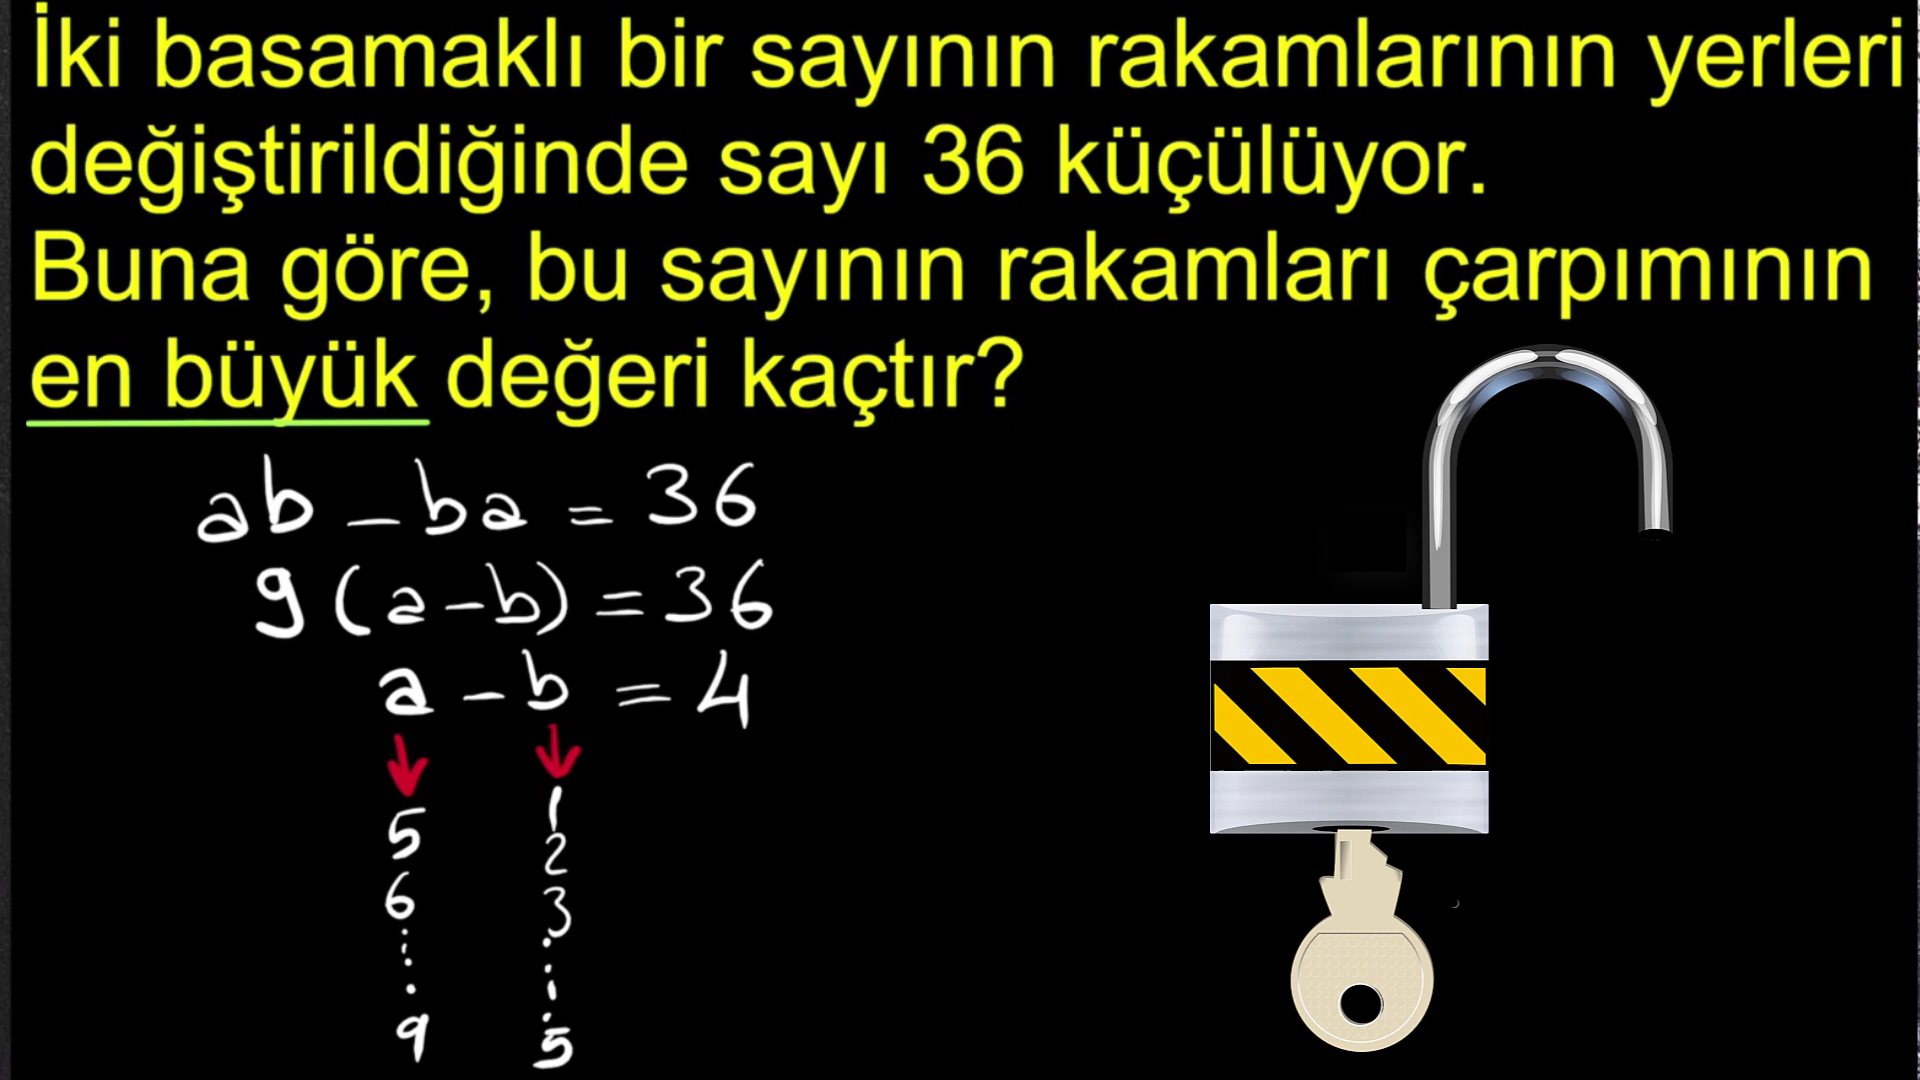 İki basamaklı bir sayının rakamlarının yerleri
değiştirildiğinde sayı 36 küçülüyor.
Buna göre, bu sayının rakamları çarpımının
en büyük değeri kaçtır?
ab - ba = 36
9 (a-b) = 36
a - b = 4
5 1
6 2
3
9 5